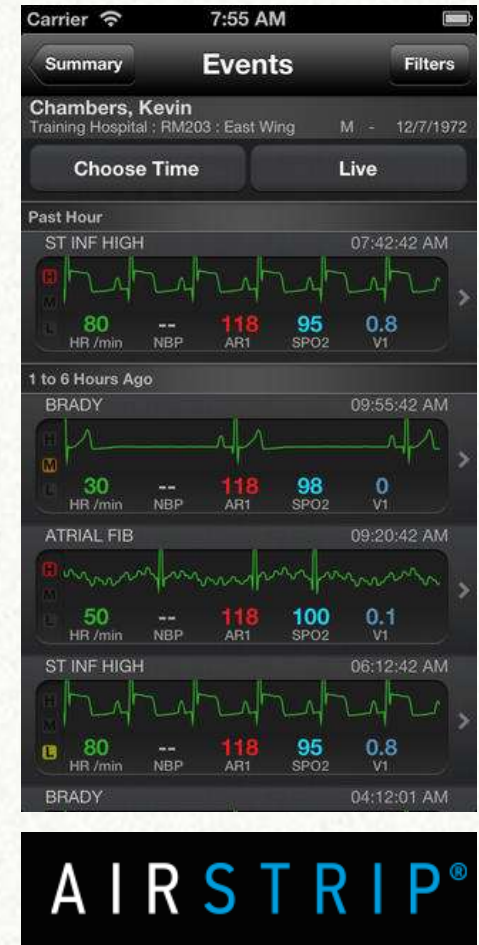 Carrier 7:55 AM
Summary Events Filters
Chambers, Kevin
Training Hospital : RM203 : East Wing M - 12/7/1972
Choose Time Live
Past Hour
ST INF HIGH 07:42:42 AM
H
M
L
80 -- 118 95 0.8
HR /min NBP AR1 SPO2 V1
1 to 6 Hours Ago
BRADY 09:55:42 AM
H
M
L
30 -- 118 98 0
HR /min NBP AR1 SPO2 V1
ATRIAL FIB 09:20:42 AM
H
M
L
50 -- 118 100 0.1
HR /min NBP AR1 SPO2 V1
ST INF HIGH 06:12:42 AM
H
M
L
80 -- 118 95 0.8
HR /min NBP AR1 SPO2 V1
BRADY 04:12:01 AM
AIRSTRIP®